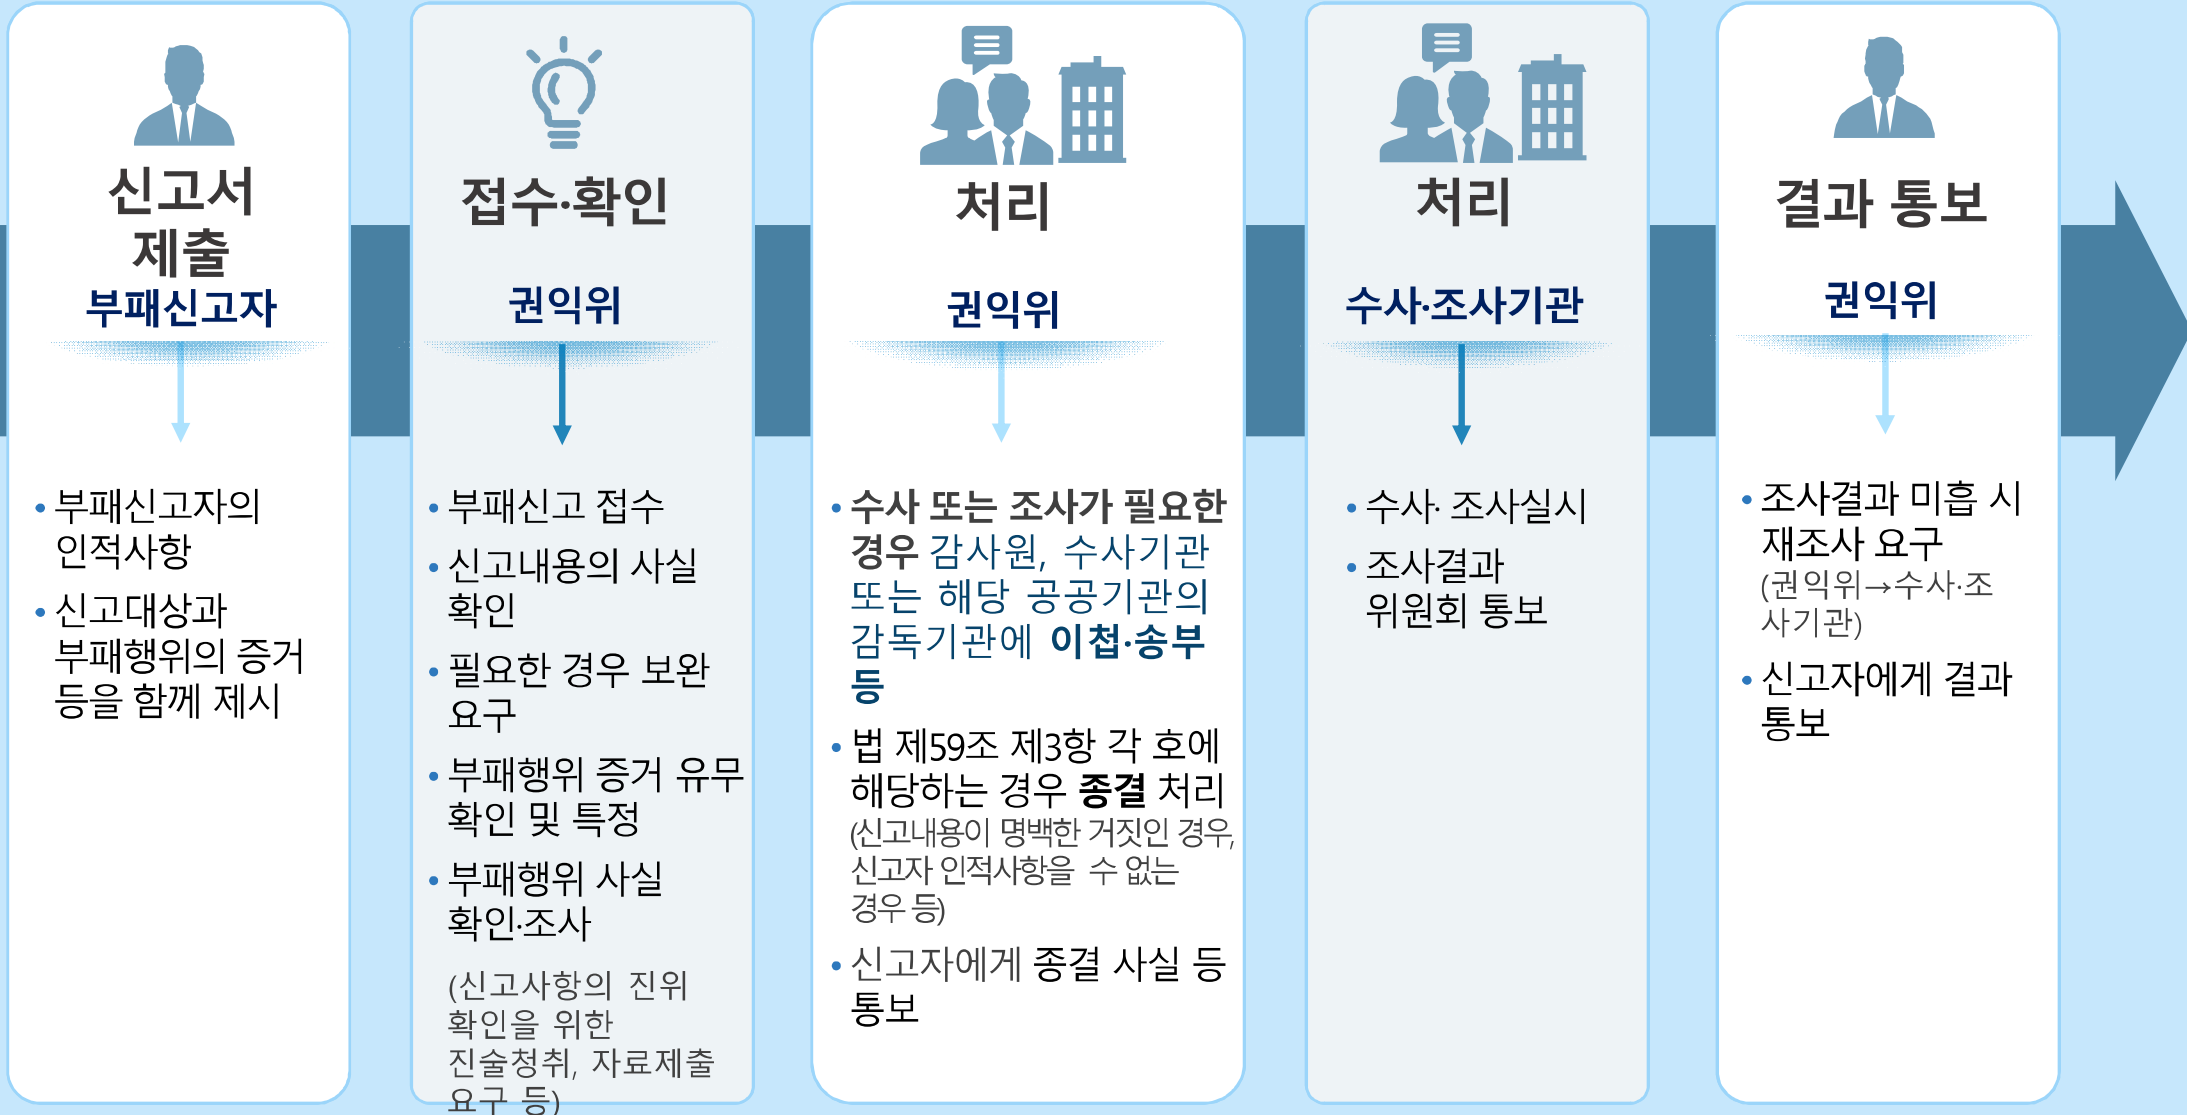 신고서
제출
부패신고자
• 부패신고자의
인적사항
• 신고대상과
부패행위의 증거
등을 함께 제시
접수·확인
권익위
• 부패신고 접수
• 신고내용의 사실
확인
• 필요한 경우 보완
요구
• 부패행위 증거 유무
확인 및 특정
• 부패행위 사실
확인·조사
(신고사항의 진위
확인을 위한
진술청취, 자료제출
요구 등)
처리
권익위
• 수사 또는 조사가 필요한
경우 감사원, 수사기관
또는 해당 공공기관의
감독기관에 이첩·송부
등
• 법 제59조 제3항 각 호에
해당하는 경우 종결 처리
(신고내용이 명백한 거짓인 경우,
신고자 인적사항을 수 없는
경우 등)
• 신고자에게 종결 사실 등
통보
처리
수사·조사기관
• 수사· 조사실시
• 조사결과
위원회 통보
결과 통보
권익위
• 조사결과 미흡 시
재조사 요구
(권익위→수사·조
사기관)
• 신고자에게 결과
통보